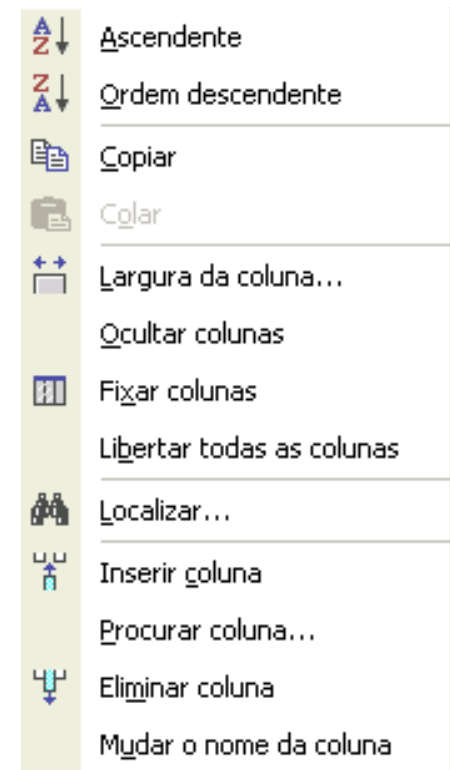 Ascendente
Ordem descendente
Copiar
Colar
Largura da coluna...
Ocultar colunas
Fixar colunas
Libertar todas as colunas
Localizar...
Inserir coluna
Procurar coluna...
Eliminar coluna
Mudar o nome da coluna